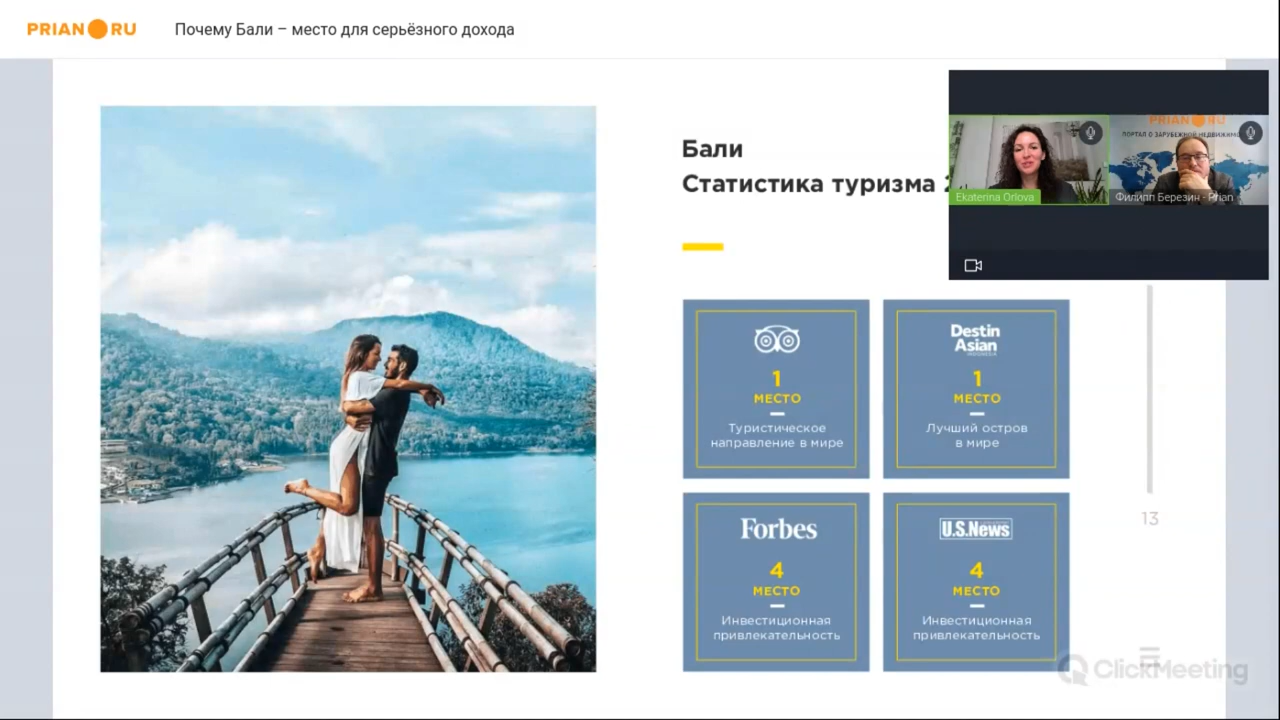 PRIAN RU
Почему Бали – место для серьёзного дохода
PRIAN RU
ПОРТАЛ О ЗАРУБЕЖНОЙ
Ekaterina Orlova
Филипп Березин - Prian
Бали
Статистика туризма
1
МЕСТО
Туристическое
направление в мире
Destin
Asian
INDONESIA
1
МЕСТО
Лучший остров
в мире
Forbes
4
МЕСТО
Инвестиционная
привлекательность
U.S.News
4
МЕСТО
Инвестиционная
привлекательность
13
ClickMeeting